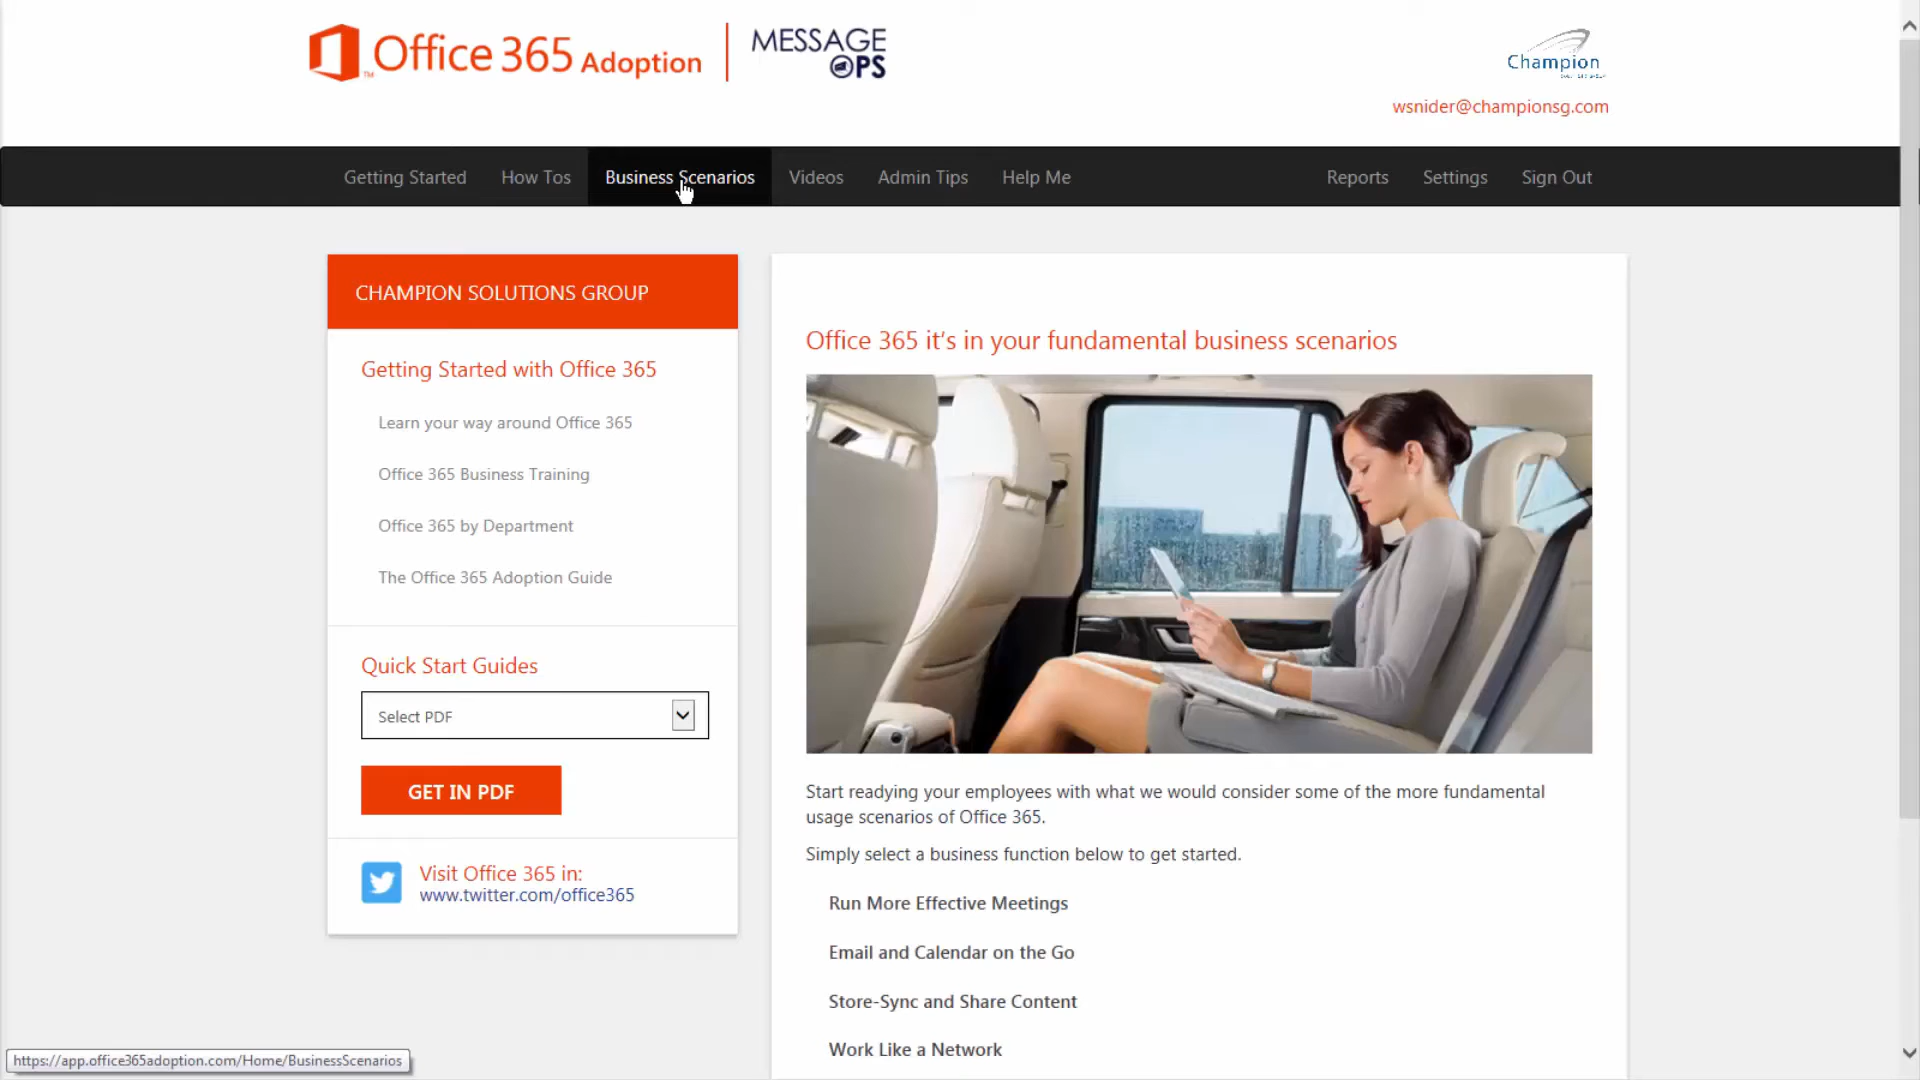 Office 365 Adoption
MESSAGE
OPS
Champion
wsnider@championsg.com
Getting Started
How Tos
Business Scenarios
Videos
Admin Tips
Help Me
Reports
Settings
Sign Out
CHAMPION SOLUTIONS GROUP
Getting Started with Office 365
Learn your way around Office 365
Office 365 Business Training
Office 365 by Department
The Office 365 Adoption Guide
Quick Start Guides
Select PDF
GET IN PDF
Visit Office 365 in:
www.twitter.com/office365
Office 365 it's in your fundamental business scenarios
Start readying your employees with what we would consider some of the more fundamental
usage scenarios of Office 365.
Simply select a business function below to get started.
Run More Effective Meetings
Email and Calendar on the Go
Store-Sync and Share Content
Work Like a Network
https://app.office365adoption.com/Home/BusinessScenarios